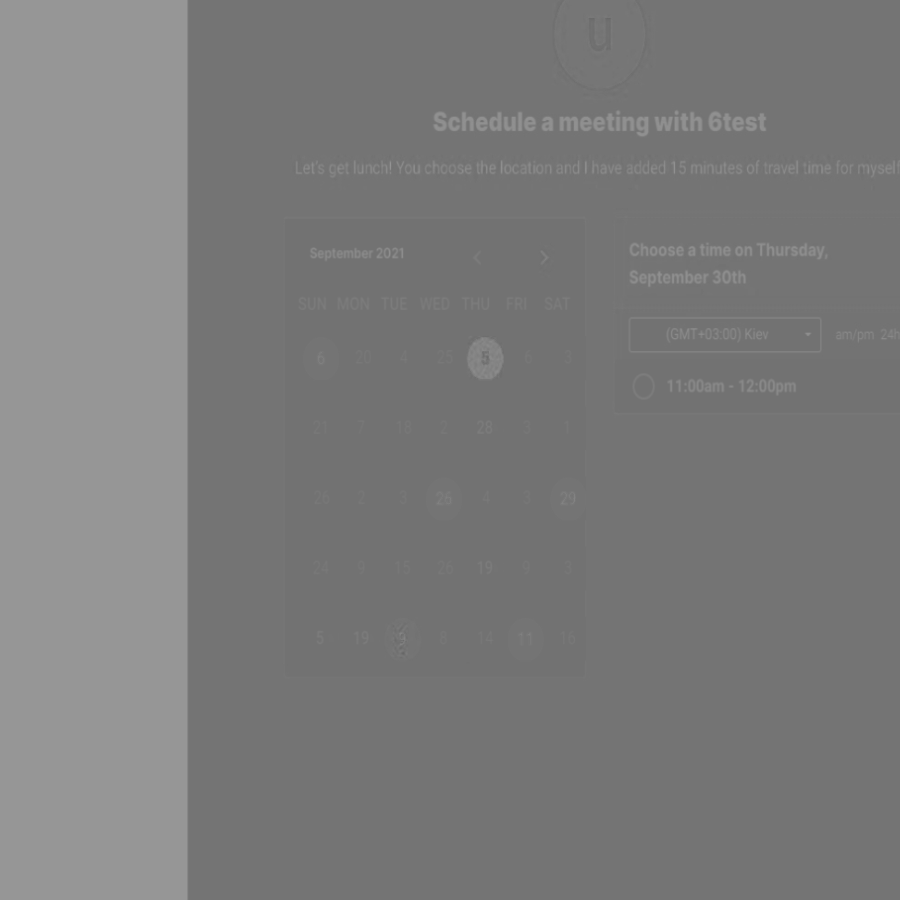 u
Schedule a meeting with 6test
Let's get lunch! You choose the location and I have added 15 minutes of travel time for myself
September 2021
SUN MON TUE WED THU FRI SAT
6 20 4 25 5 6 2
21 1 18 2 28 3 1
26 2 3 26 4 3 29
24 9 15 26 19 9 3
5 19 8 14 11 16
Choose a time on Thursday,
September 30th
(GMT+03:00) Kiev
am/pm 24h
11:00am - 12:00pm